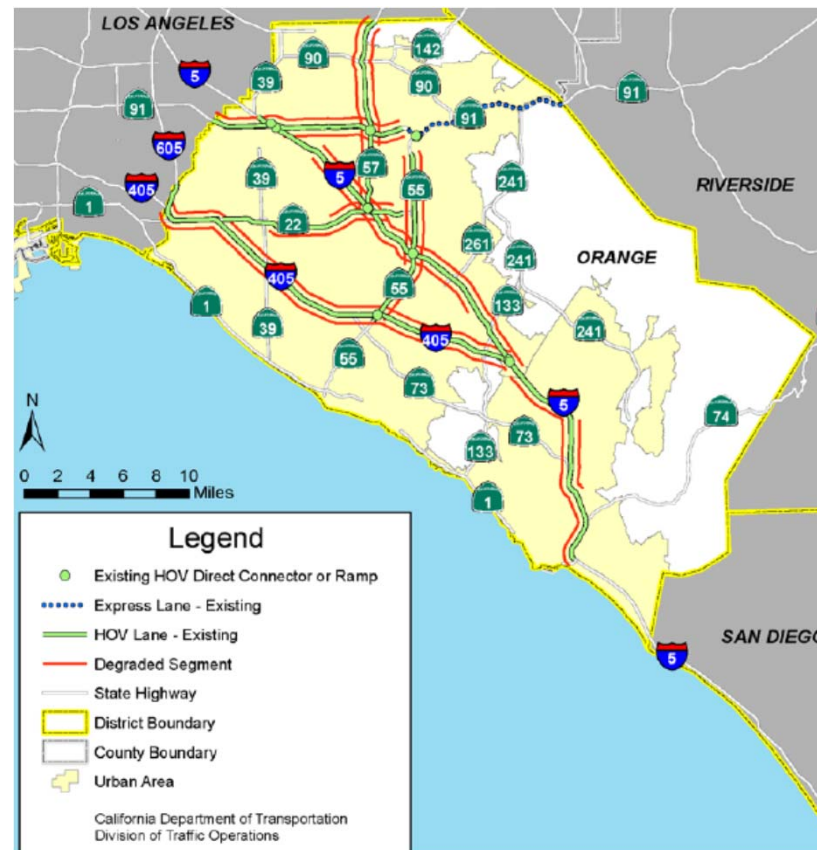 LOS ANGELES
142
90
5
39
90
91
91
91
605
57
5
39
55
241
RIVERSIDE
405
1
22
261
241
ORANGE
405
55
133
1
241
39
405
55
N
73
5
74
73
133
0 2 4 6 8 10
Miles
1
Legend
Existing HOV Direct Connector or Ramp
Express Lane - Existing
HOV Lane - Existing
Degraded Segment
State Highway
District Boundary
County Boundary
Urban Area
California Department of Transportation
Division of Traffic Operations
SAN DIEGO
5